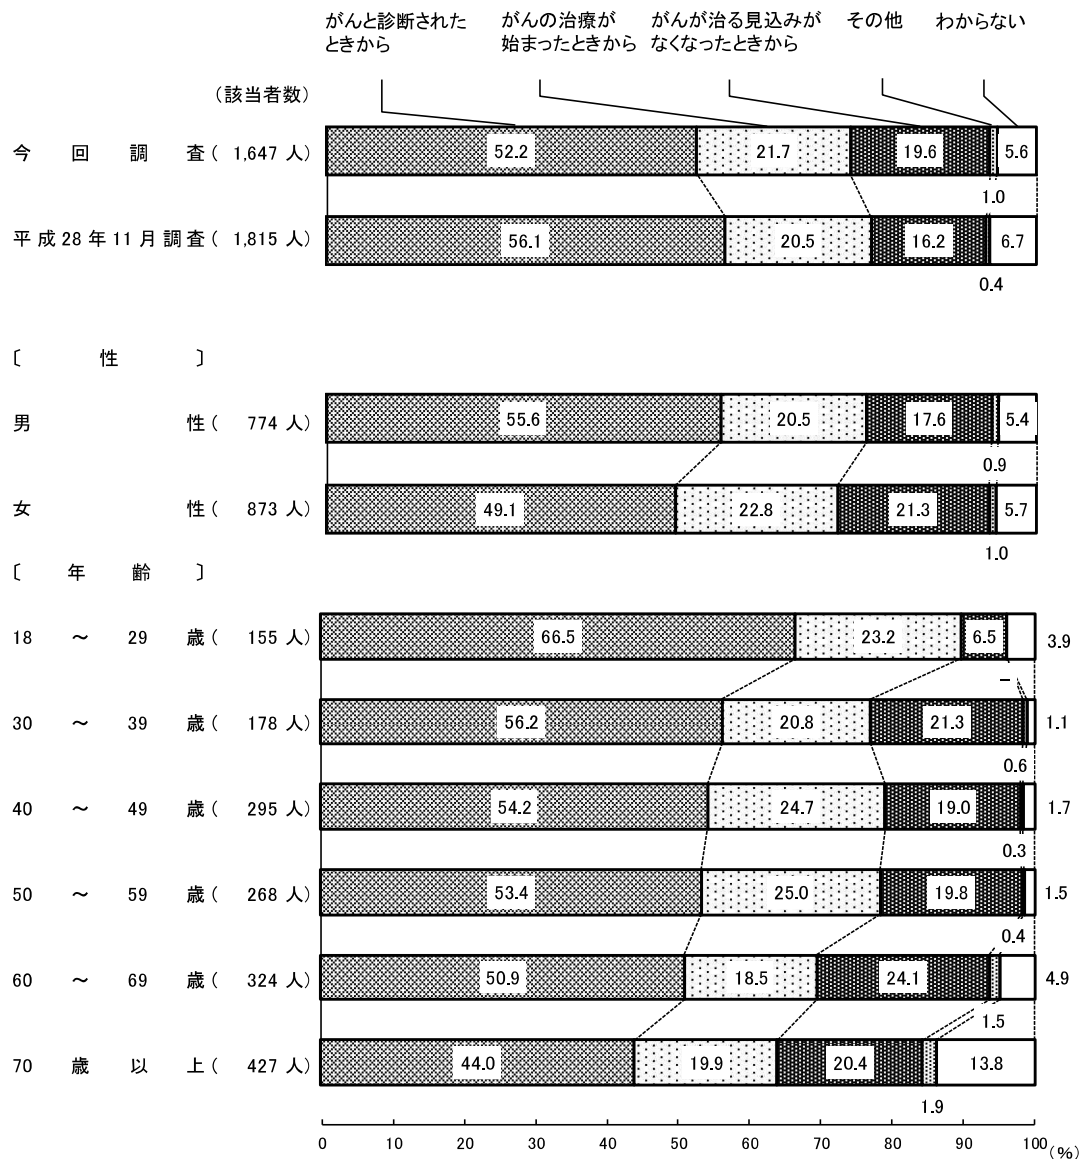 がんと診断された がんの治療が がんが治る見込みが その他 わからない
ときから 始まったときから なくなったときから
(該当者数)
今回調査(1,647人) 52.2 21.7 19.6 5.6
1.0
平成28年11月調査(1,815人) 56.1 20.5 16.2 6.7
0.4
〔性〕
男性(774人) 55.6 20.5 17.6 5.4
0.9
女性(873人) 49.1 22.8 21.3 5.7
1.0
〔年齢〕
18～29歳(155人) 66.5 23.2 6.5 3.9
－
30～39歳(178人) 56.2 20.8 21.3 1.1
0.6
40～49歳(295人) 54.2 24.7 19.0 1.7
0.3
50～59歳(268人) 53.4 25.0 19.8 1.5
0.4
60～69歳(324人) 50.9 18.5 24.1 4.9
1.5
70歳以上(427人) 44.0 19.9 20.4 13.8
1.9
0 10 20 30 40 50 60 70 80 90 100(%)